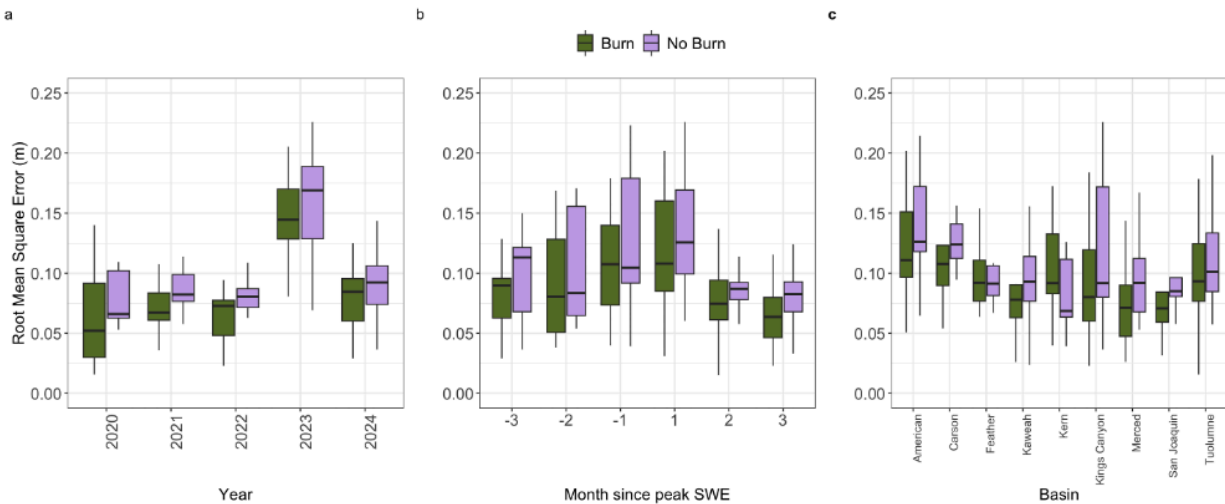 a
b
c
Burn
No Burn
Root Mean Square Error (m)
0.25
0.20
0.15
0.10
0.05
0.00
2020
2021
2022
2023
2024
Year
0.25
0.20
0.15
0.10
0.05
0.00
-3
-2
-1
1
2
3
Month since peak SWE
0.25
0.20
0.15
0.10
0.05
0.00
American
Carson
Feather
Kaweah
Kern
Kings Canyon
Merced
San Joaquin
Tuolumne
Basin